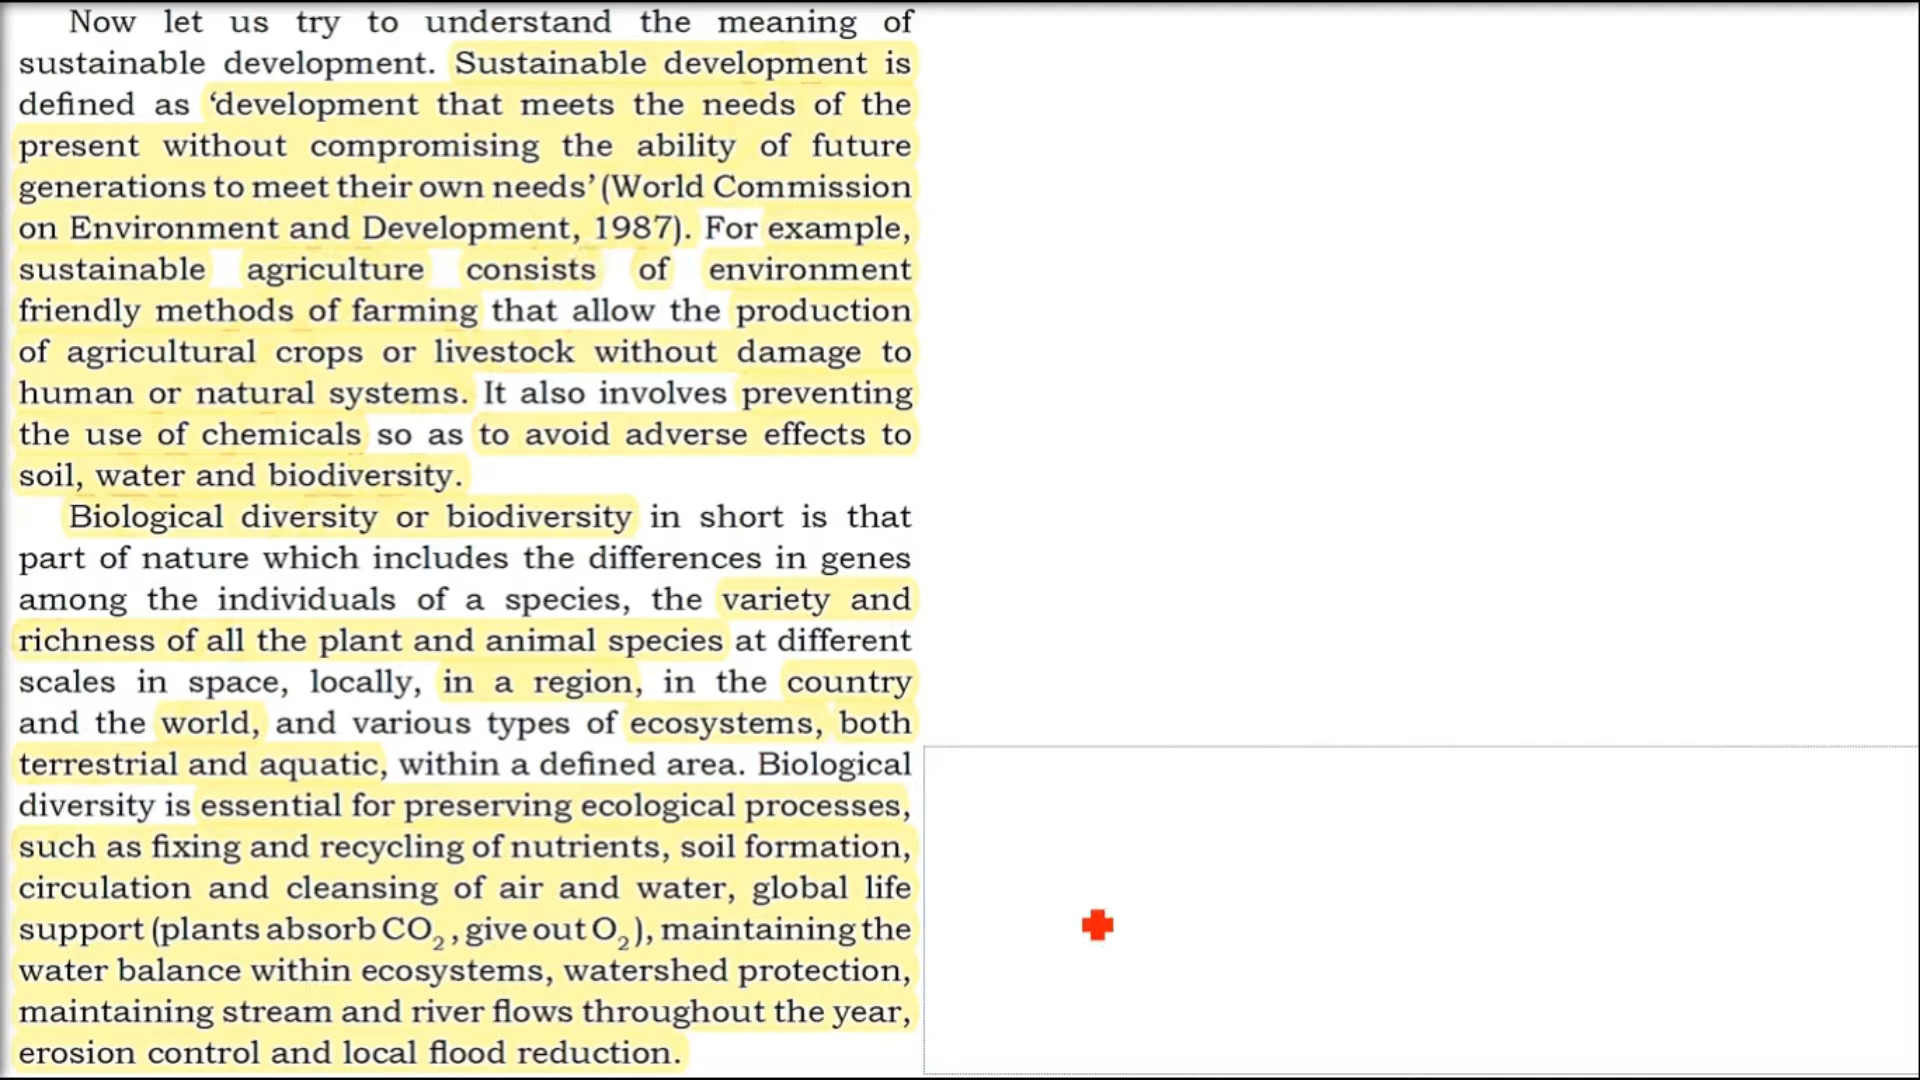 Now let us try to understand the meaning of
sustainable development. Sustainable development is
defined as ‘development that meets the needs of the
present without compromising the ability of future
generations to meet their own needs’ (World Commission
on Environment and Development, 1987). For example,
sustainable agriculture consists of environment
friendly methods of farming that allow the production
of agricultural crops or livestock without damage to
human or natural systems. It also involves preventing
the use of chemicals so as to avoid adverse effects to
soil, water and biodiversity.
Biological diversity or biodiversity in short is that
part of nature which includes the differences in genes
among the individuals of a species, the variety and
richness of all the plant and animal species at different
scales in space, locally, in a region, in the country
and the world, and various types of ecosystems, both
terrestrial and aquatic, within a defined area. Biological
diversity is essential for preserving ecological processes,
such as fixing and recycling of nutrients, soil formation,
circulation and cleansing of air and water, global life
support (plants absorb CO₂, give out O₂), maintaining the
water balance within ecosystems, watershed protection,
maintaining stream and river flows throughout the year,
erosion control and local flood reduction.